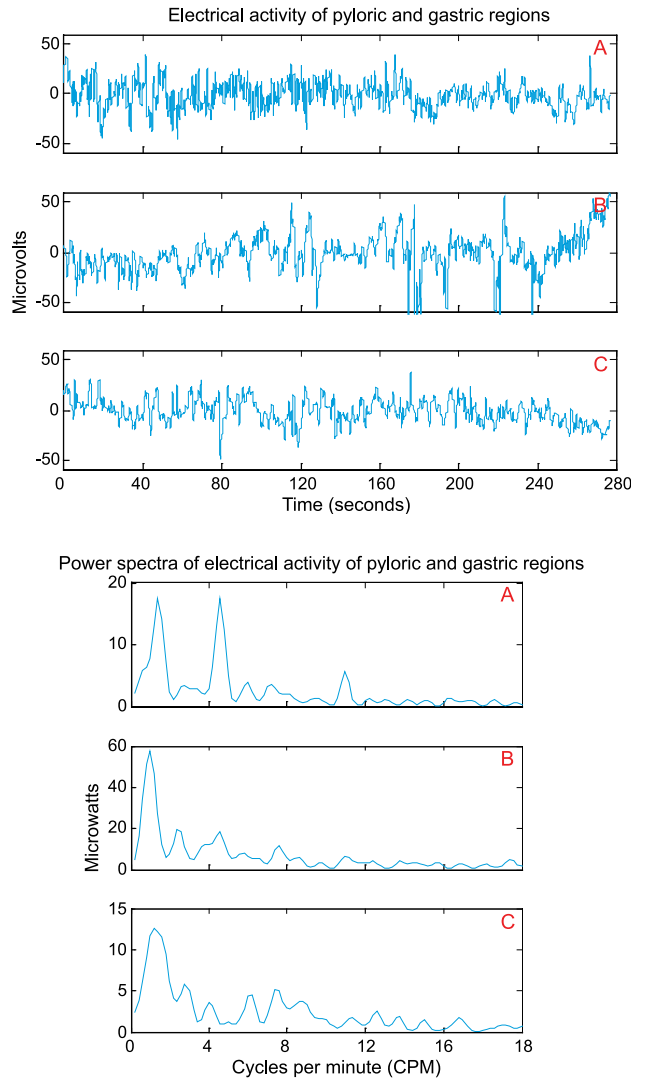 Electrical activity of pyloric and gastric regions
A
50
0
-50
B
50
0
-50
Microvolts
C
50
0
-50
0 40 80 120 160 200 240 280
Time (seconds)
Power spectra of electrical activity of pyloric and gastric regions
A
20
10
0
B
60
40
20
0
Microwatts
C
15
10
5
0
0 4 8 12 16 18
Cycles per minute (CPM)